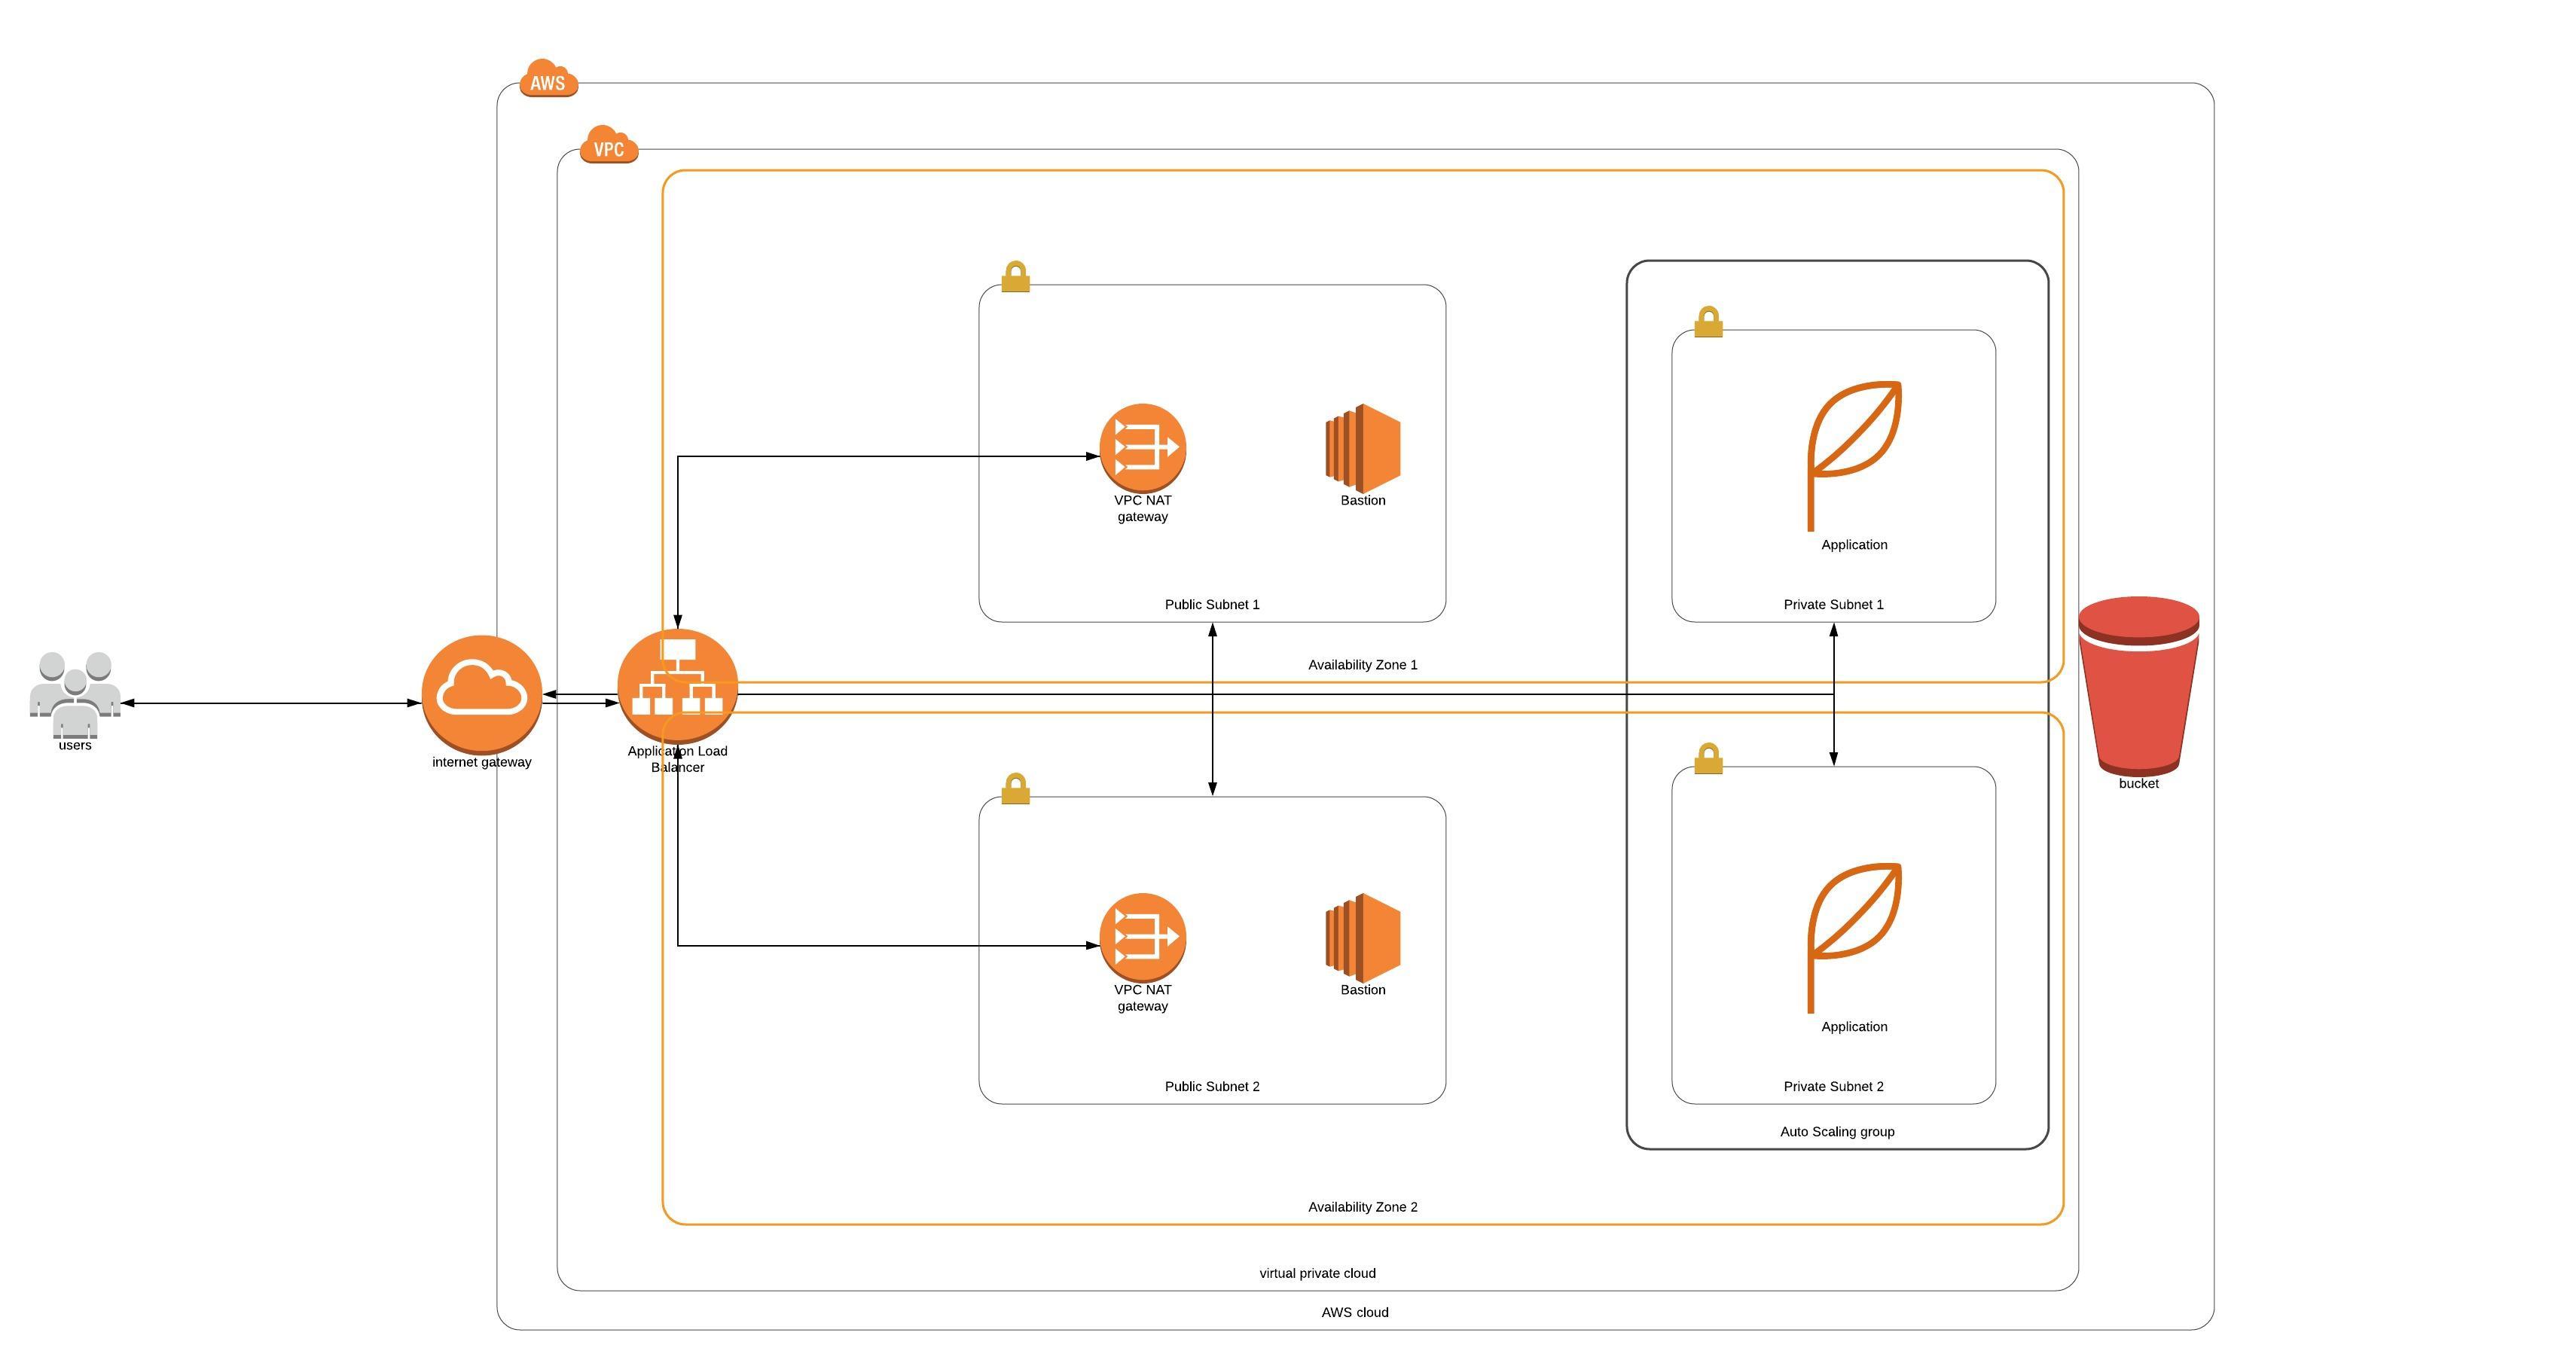 AWS
VPC
VPC NAT
gateway
Bastion
Application
Public Subnet 1
Private Subnet 1
Availability Zone 1
users
internet gateway
Application Load
Balancer
bucket
VPC NAT
gateway
Bastion
Application
Public Subnet 2
Private Subnet 2
Auto Scaling group
Availability Zone 2
virtual private cloud
AWS cloud